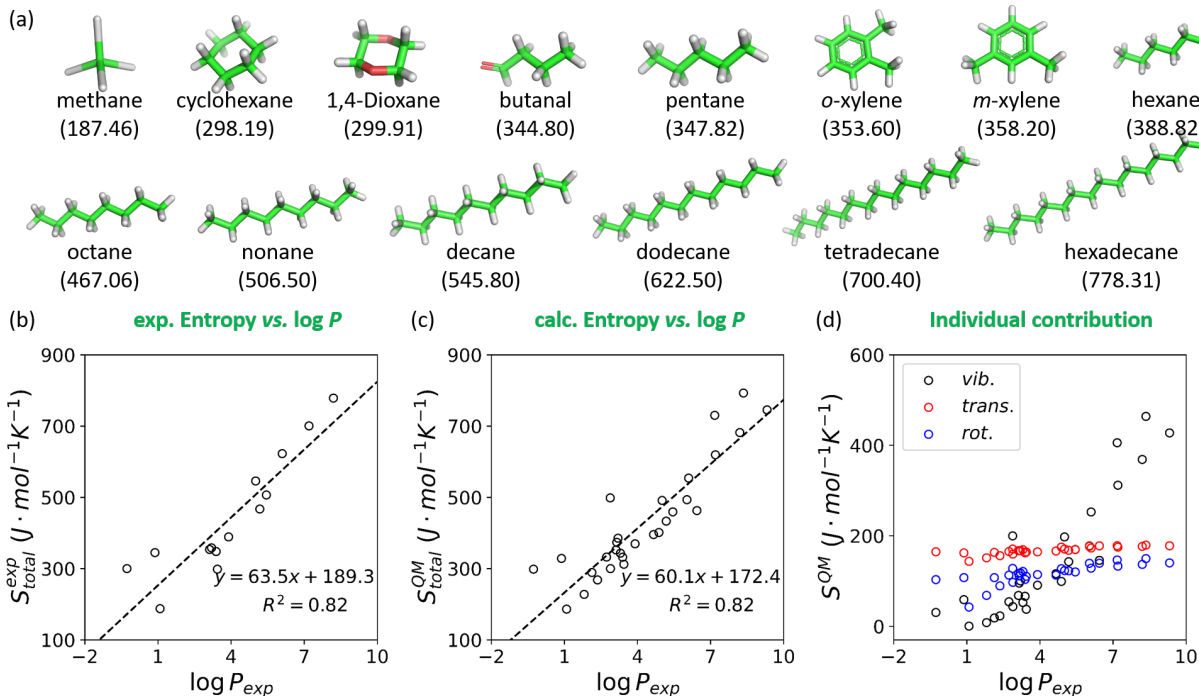 (a)
methane cyclohexane 1,4-Dioxane butanal pentane o-xylene m-xylene hexane
(187.46) (298.19) (299.91) (344.80) (347.82) (353.60) (358.20) (388.82)
octane nonane decane dodecane tetradecane hexadecane
(467.06) (506.50) (545.80) (622.50) (700.40) (778.31)
(b) exp. Entropy vs. log P
900
700
500
300
100
S_total^exp (J · mol⁻¹K⁻¹)
y = 63.5x + 189.3
R² = 0.82
−2 1 4 7 10
log P_exp
(c) calc. Entropy vs. log P
900
700
500
300
100
S_total^QM (J · mol⁻¹K⁻¹)
y = 60.1x + 172.4
R² = 0.82
−2 1 4 7 10
log P_exp
(d) Individual contribution
600
400
200
0
S^QM (J · mol⁻¹K⁻¹)
vib.
trans.
rot.
−2 1 4 7 10
log P_exp